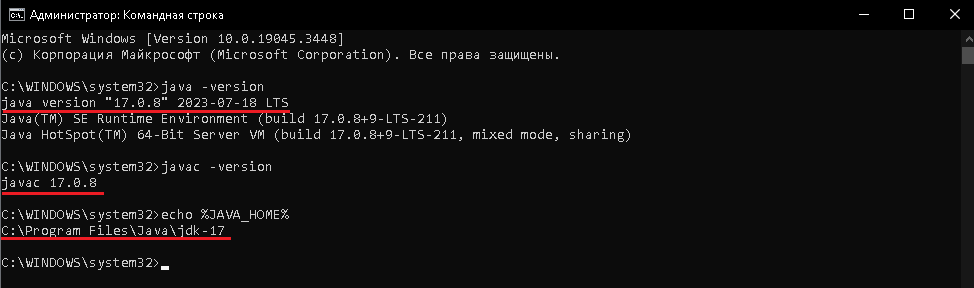 Администратор: Командная строка
Microsoft Windows [Version 10.0.19045.3448]
(c) Корпорация Майкрософт (Microsoft Corporation). Все права защищены.
C:\WINDOWS\system32>java -version
java version "17.0.8" 2023-07-18 LTS
Java(TM) SE Runtime Environment (build 17.0.8+9-LTS-211)
Java HotSpot(TM) 64-Bit Server VM (build 17.0.8+9-LTS-211, mixed mode, sharing)
C:\WINDOWS\system32>javac -version
javac 17.0.8
C:\WINDOWS\system32>echo %JAVA_HOME%
C:\Program Files\Java\jdk-17
C:\WINDOWS\system32>